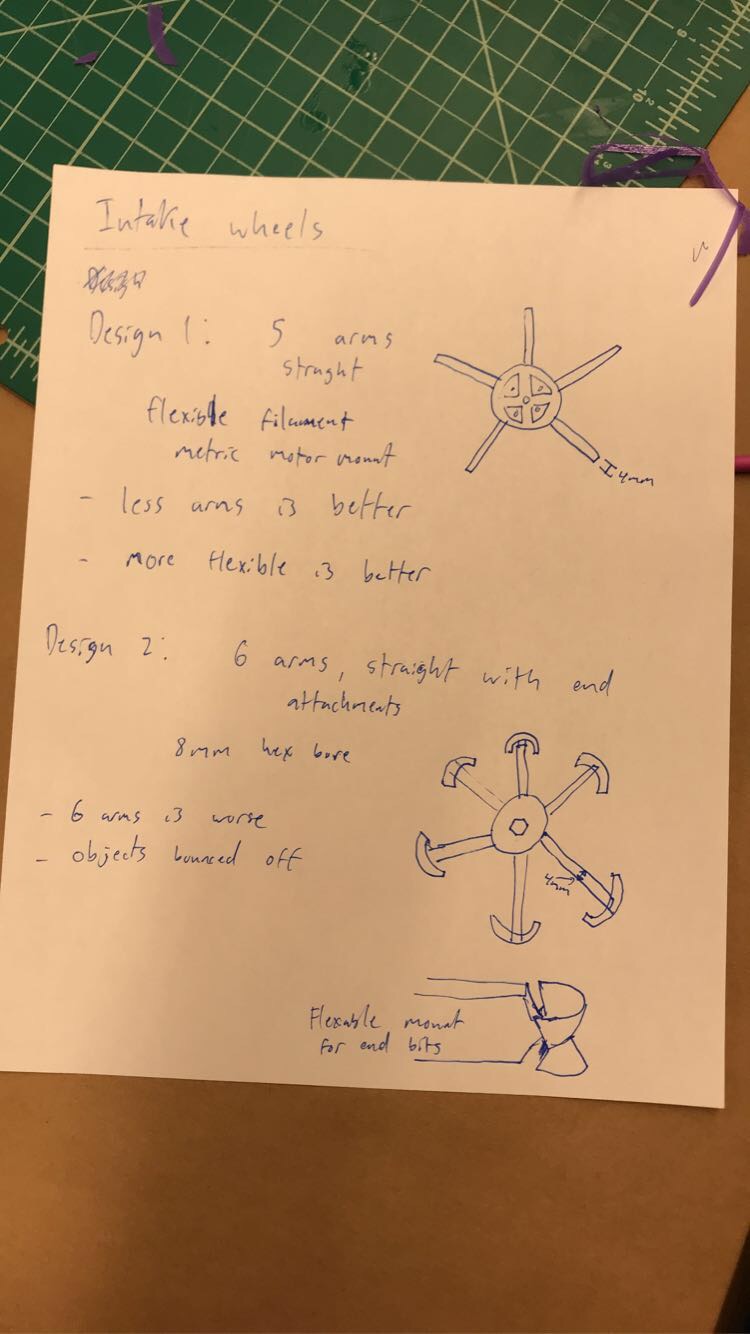 Intake wheels
Design 1: 5 arms
straght
flexible filament
metric motor mount
4mm
- less arms is better
- more flexible is better
Design 2: 6 arms, straight with end
attachments
8mm hex bore
- 6 arms is worse
- objects bounced off
4mm
Flexable mount
for end bits